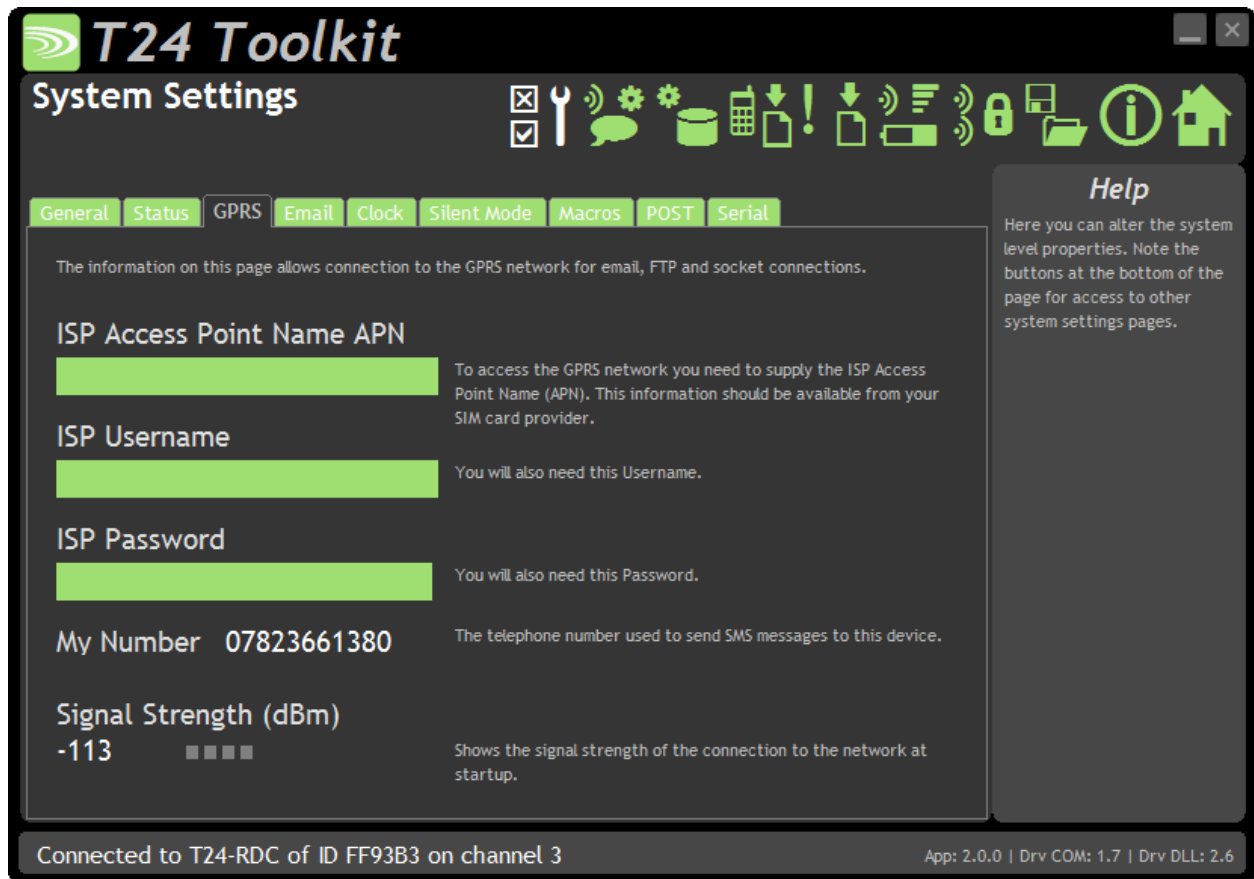 T24 Toolkit
System Settings
General Status GPRS Email Clock Silent Mode Macros POST Serial
The information on this page allows connection to the GPRS network for email, FTP and socket connections.
ISP Access Point Name APN
To access the GPRS network you need to supply the ISP Access
Point Name (APN). This information should be available from your
SIM card provider.
ISP Username
You will also need this Username.
ISP Password
You will also need this Password.
My Number 07823661380
The telephone number used to send SMS messages to this device.
Signal Strength (dBm)
-113
Shows the signal strength of the connection to the network at
startup.
Help
Here you can alter the system
level properties. Note the
buttons at the bottom of the
page for access to other
system settings pages.
Connected to T24-RDC of ID FF93B3 on channel 3
App: 2.0.0 | Drv COM: 1.7 | Drv DLL: 2.6